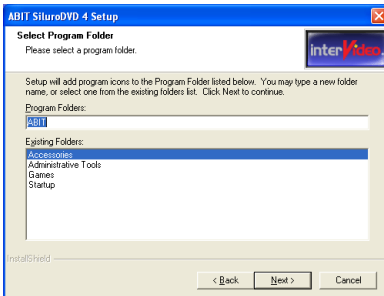 ABIT SiluroDVD 4 Setup
Select Program Folder
Please select a program folder.
interVideo.
Setup will add program icons to the Program Folder listed below. You may type a new folder
name, or select one from the existing folders list. Click Next to continue.
Program Folders:
ABIT
Existing Folders:
Accessories
Administrative Tools
Games
Startup
InstallShield
< Back
Next >
Cancel